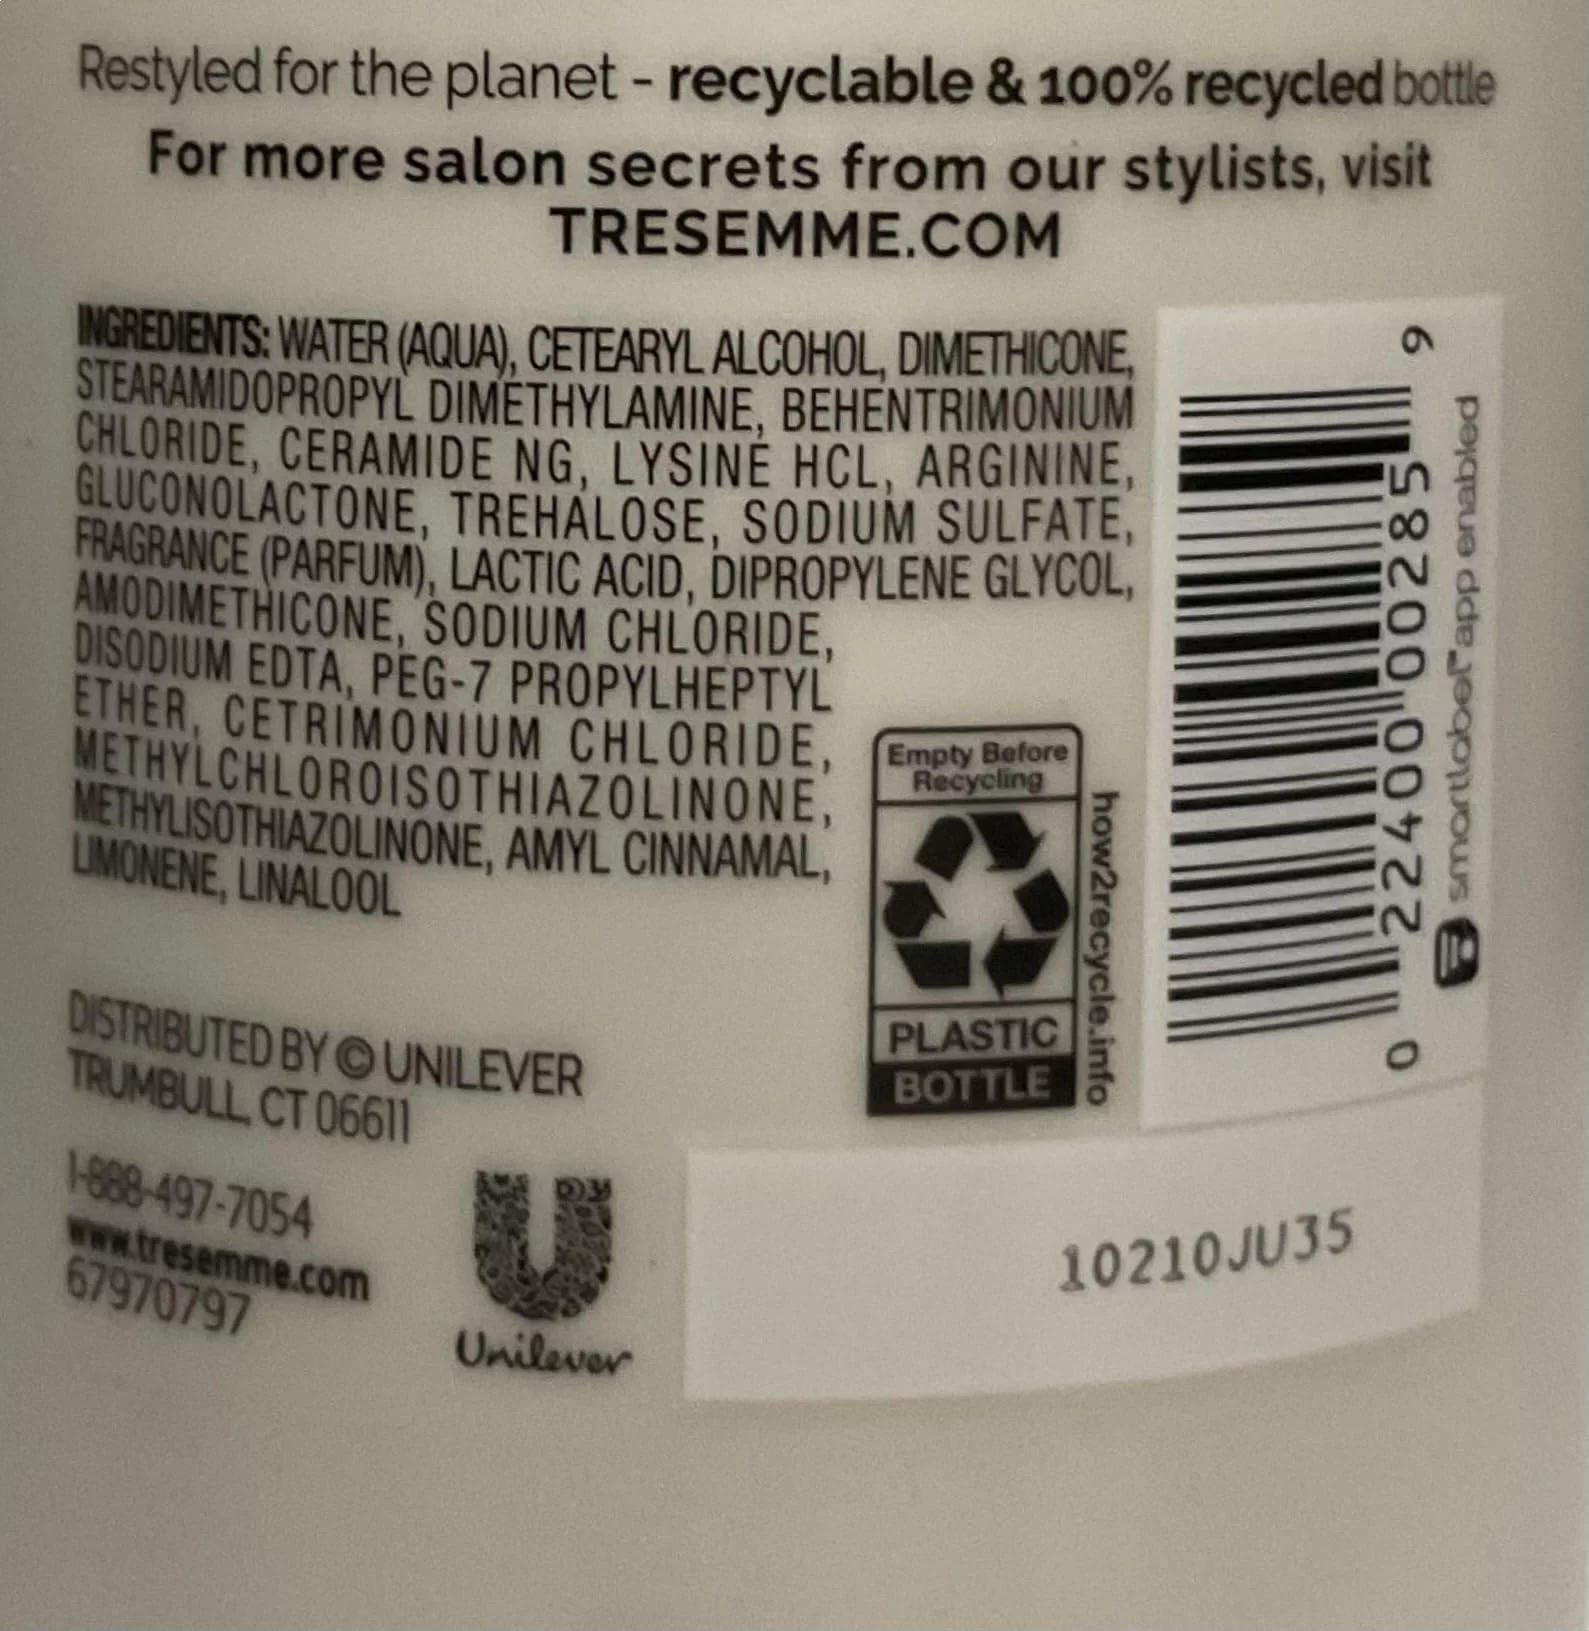 Restyled for the planet - recyclable & 100% recycled bottle
For more salon secrets from our stylists, visit
TRESEMME.COM
INGREDIENTS: WATER (AQUA), CETEARYL ALCOHOL, DIMETHICONE,
STEARAMIDOPROPYL DIMETHYLAMINE, BEHENTRIMONIUM
CHLORIDE, CERAMIDE NG, LYSINE HCL, ARGININE,
GLUCONOLACTONE, TREHALOSE, SODIUM SULFATE,
FRAGRANCE (PARFUM), LACTIC ACID, DIPROPYLENE GLYCOL,
AMODIMETHICONE, SODIUM CHLORIDE,
DISODIUM EDTA, PEG-7 PROPYLHEPTYL
ETHER, CETRIMONIUM CHLORIDE,
METHYLCHLOROISOTHIAZOLINONE,
METHYLISOTHIAZOLINONE, AMYL CINNAMAL,
LIMONENE, LINALOOL
Empty Before
Recycling
PLASTIC
BOTTLE
how2recycle.info
0 22400 00285 9
smartlabel app enabled
DISTRIBUTED BY © UNILEVER
TRUMBULL, CT 06611
1-888-497-7054
www.tresemme.com
67970797
Unilever
10210JU35